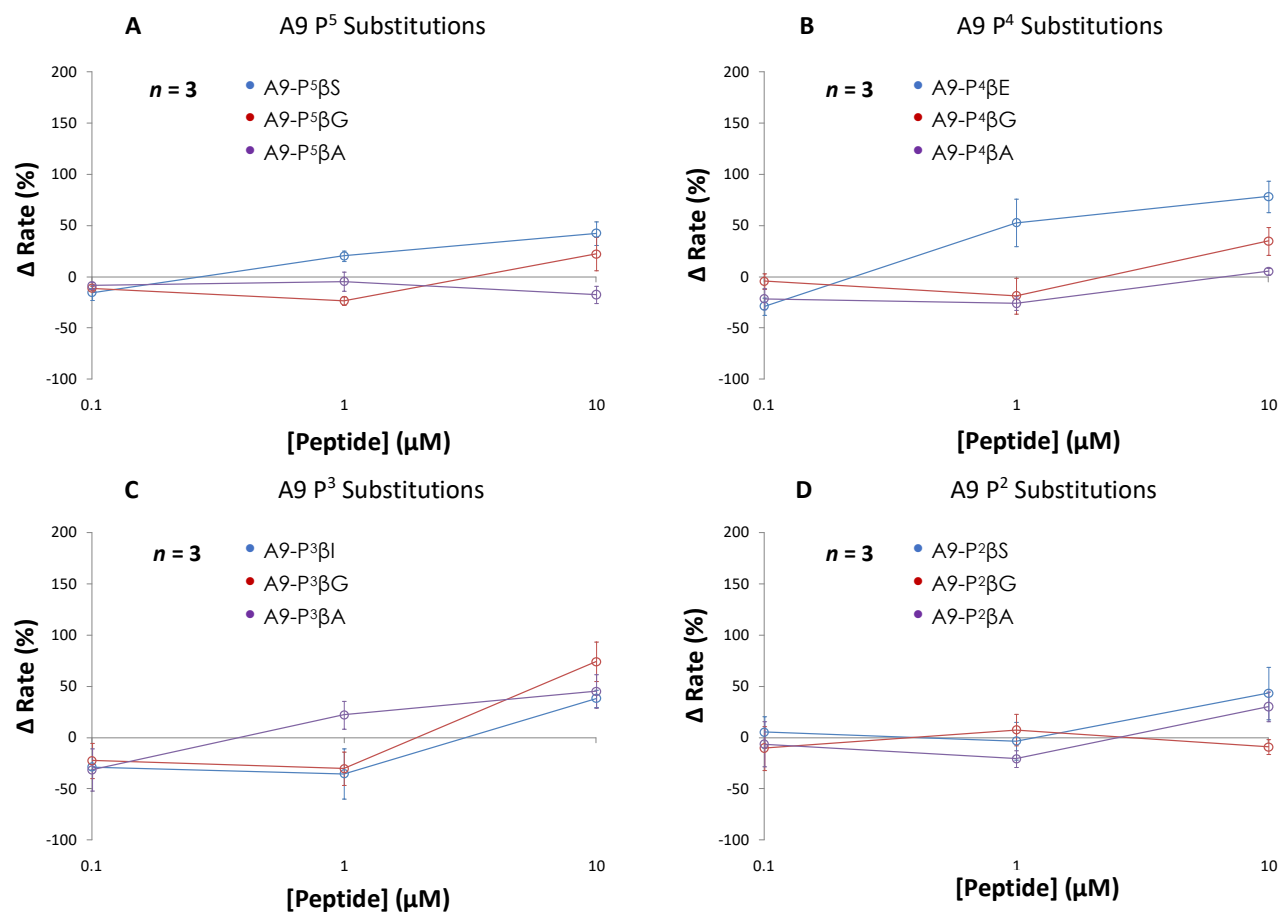 A A9 P⁵ Substitutions
n = 3
A9-P⁵βS
A9-P⁵βG
A9-P⁵βA
Δ Rate (%)
200
150
100
50
0
-50
-100
0.1 1 10
[Peptide] (μM)
B A9 P⁴ Substitutions
n = 3
A9-P⁴βE
A9-P⁴βG
A9-P⁴βA
Δ Rate (%)
200
150
100
50
0
-50
-100
0.1 1 10
[Peptide] (μM)
C A9 P³ Substitutions
n = 3
A9-P³βI
A9-P³βG
A9-P³βA
Δ Rate (%)
200
150
100
50
0
-50
-100
0.1 1 10
[Peptide] (μM)
D A9 P² Substitutions
n = 3
A9-P²βS
A9-P²βG
A9-P²βA
Δ Rate (%)
200
150
100
50
0
-50
-100
0.1 1 10
[Peptide] (μM)